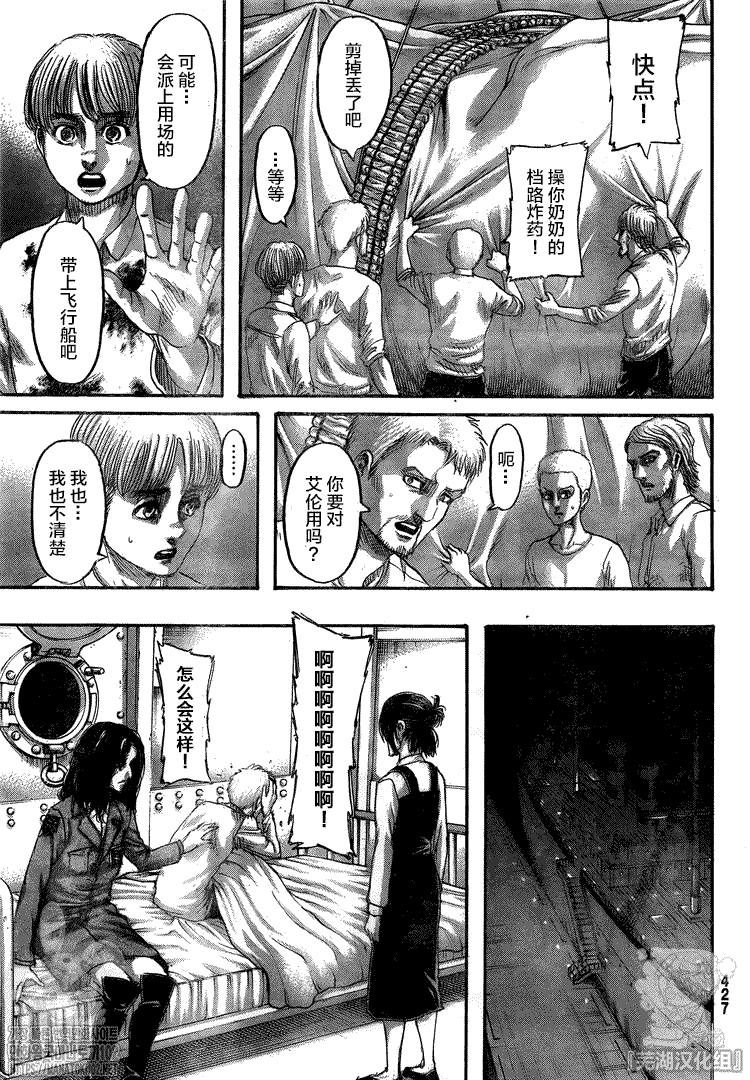 快点！
剪掉丢了吧
操你奶奶的
档路炸药！
…等等
可能…
会派上用场的
带上飞行船吧
呃…
你要对
艾伦用吗？
……
我也…
我也不清楚
啊啊啊啊啊啊啊啊！
怎么会这样！
427
『芜湖汉化组』